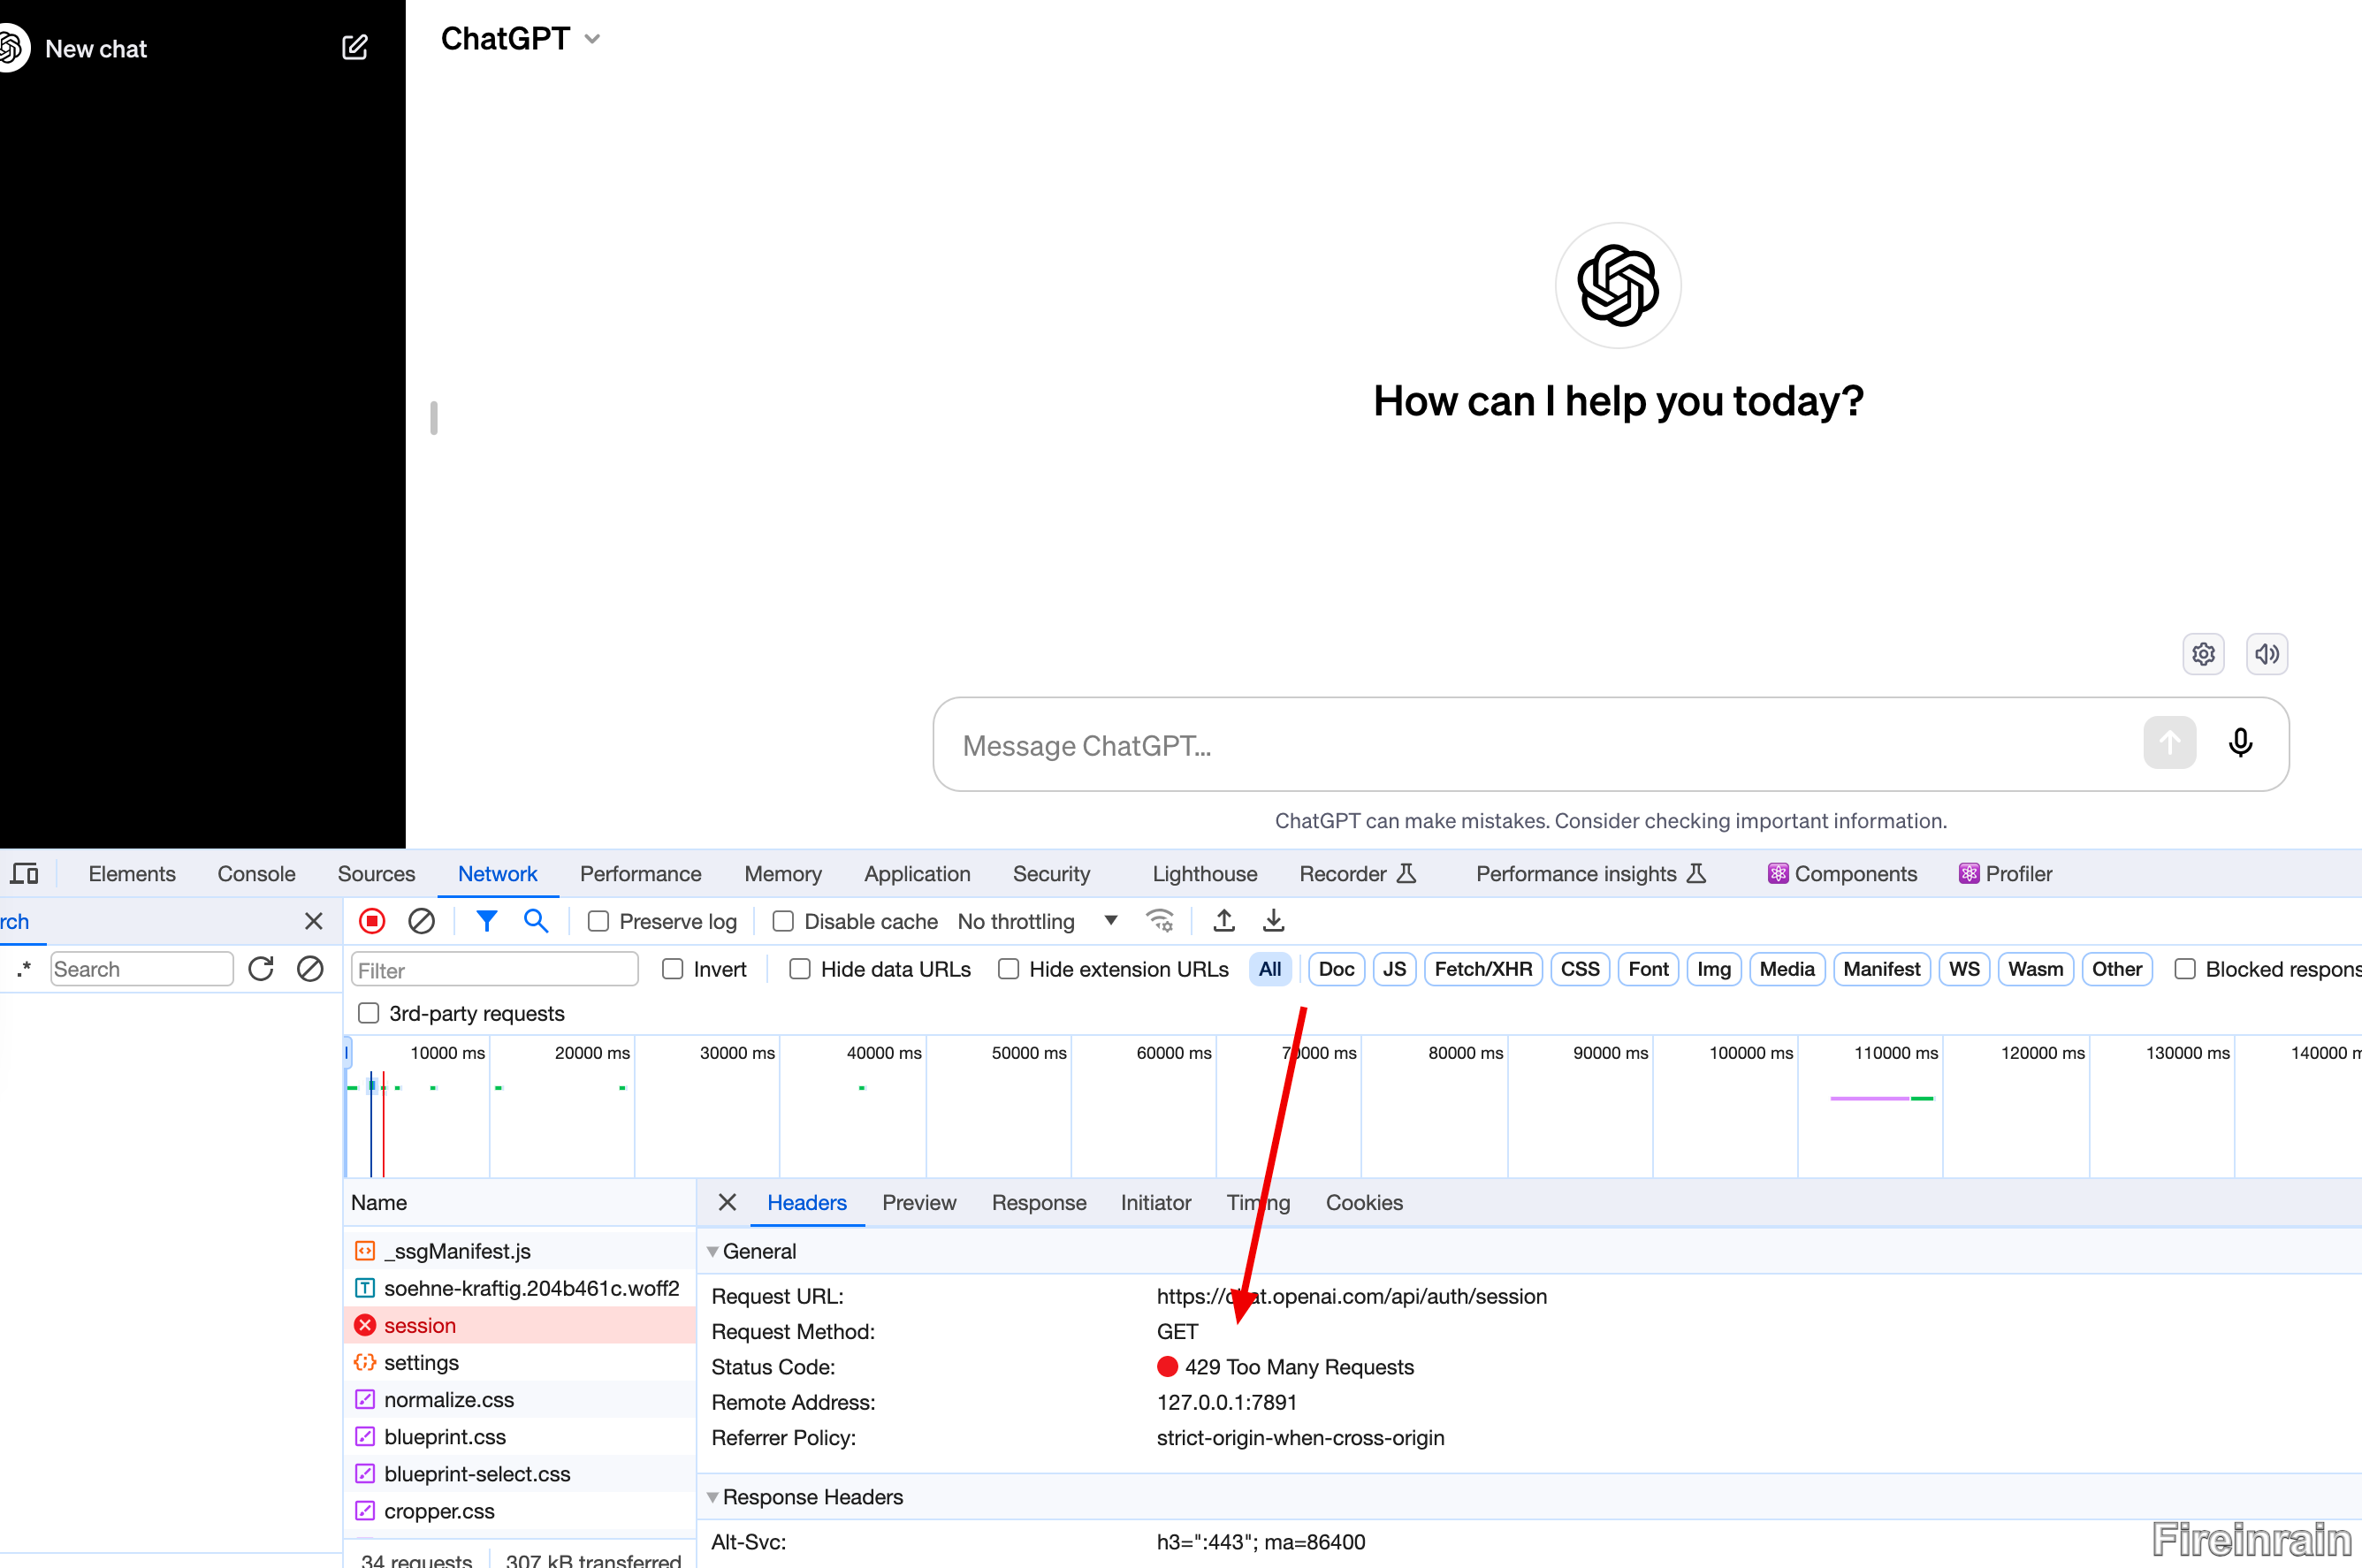 New chat
ChatGPT
How can I help you today?
Message ChatGPT...
ChatGPT can make mistakes. Consider checking important information.
Elements Console Sources Network Performance Memory Application Security Lighthouse Recorder Performance insights Components Profiler
rch
Preserve log Disable cache No throttling
.* Search
Filter Invert Hide data URLs Hide extension URLs All Doc JS Fetch/XHR CSS Font Img Media Manifest WS Wasm Other Blocked respons
3rd-party requests
10000 ms 20000 ms 30000 ms 40000 ms 50000 ms 60000 ms 70000 ms 80000 ms 90000 ms 100000 ms 110000 ms 120000 ms 130000 ms 140000 m
Name
Headers Preview Response Initiator Timing Cookies
_ssgManifest.js
soehne-kraftig.204b461c.woff2
session
settings
normalize.css
blueprint.css
blueprint-select.css
cropper.css
34 requests 307 kB transferred
General
Request URL: https://chat.openai.com/api/auth/session
Request Method: GET
Status Code: 429 Too Many Requests
Remote Address: 127.0.0.1:7891
Referrer Policy: strict-origin-when-cross-origin
Response Headers
Alt-Svc: h3=":443"; ma=86400
Fireinrain